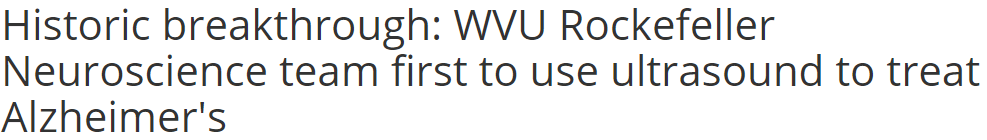 Historic breakthrough: WVU Rockefeller
Neuroscience team first to use ultrasound to treat
Alzheimer's